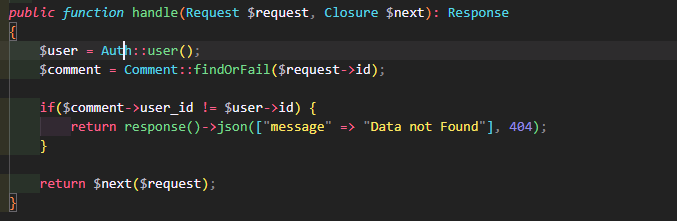 public function handle(Request $request, Closure $next): Response
{
    $user = Auth::user();
    $comment = Comment::findOrFail($request->id);

    if($comment->user_id != $user->id) {
        return response()->json(["message" => "Data not Found"], 404);
    }

    return $next($request);
}